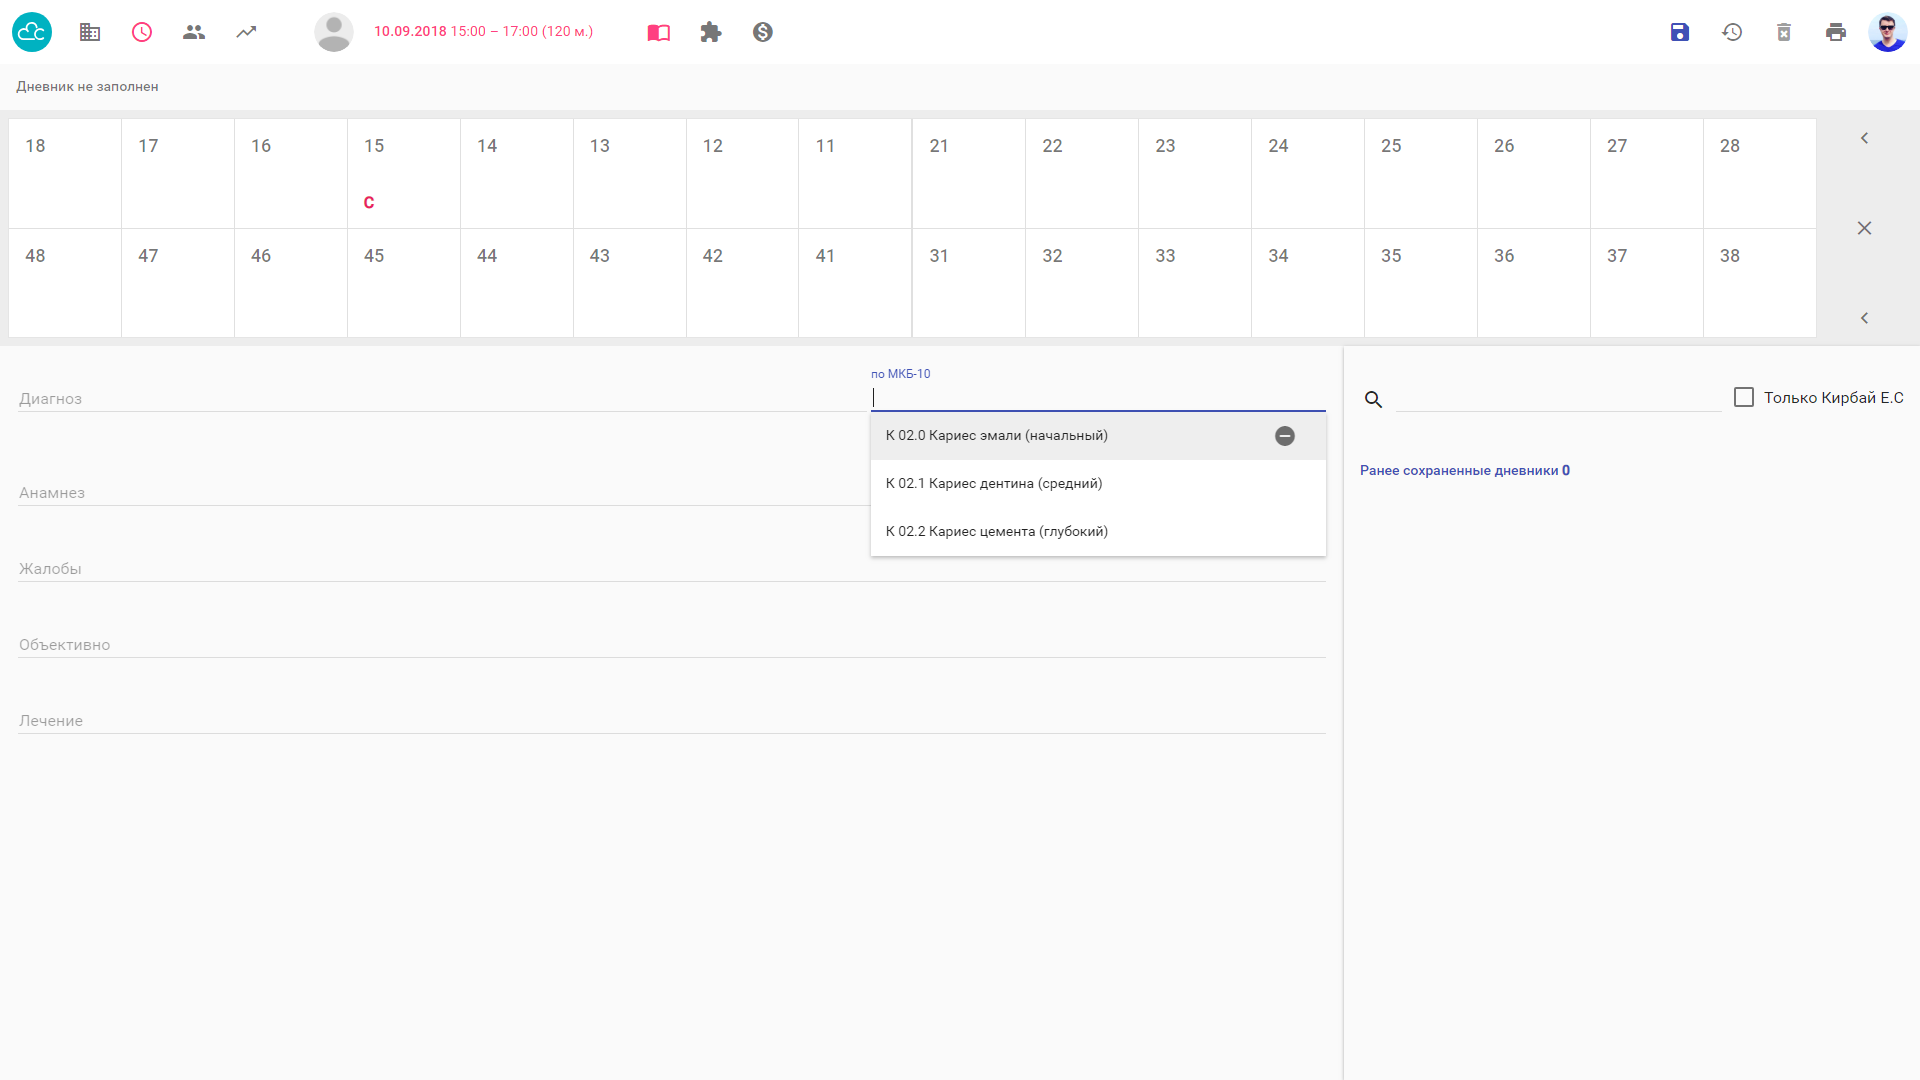 10.09.2018 15:00 – 17:00 (120 м.)
Дневник не заполнен
18 17 16 15 14 13 12 11 21 22 23 24 25 26 27 28
С
48 47 46 45 44 43 42 41 31 32 33 34 35 36 37 38
по МКБ-10
Диагноз
Только Кирбай Е.С
К 02.0 Кариес эмали (начальный)
Ранее сохраненные дневники 0
К 02.1 Кариес дентина (средний)
Анамнез
К 02.2 Кариес цемента (глубокий)
Жалобы
Объективно
Лечение